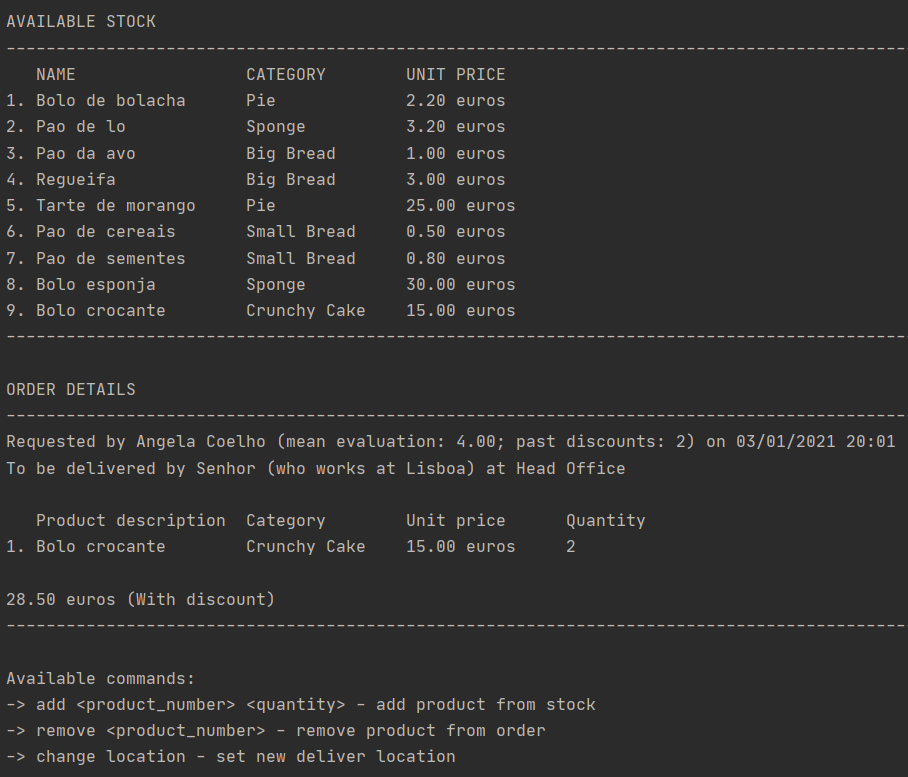 AVAILABLE STOCK
------------------------------------------------------------------------------------------
NAME CATEGORY UNIT PRICE
1. Bolo de bolacha Pie 2.20 euros
2. Pao de lo Sponge 3.20 euros
3. Pao da avo Big Bread 1.00 euros
4. Regueifa Big Bread 3.00 euros
5. Tarte de morango Pie 25.00 euros
6. Pao de cereais Small Bread 0.50 euros
7. Pao de sementes Small Bread 0.80 euros
8. Bolo esponja Sponge 30.00 euros
9. Bolo crocante Crunchy Cake 15.00 euros
------------------------------------------------------------------------------------------
ORDER DETAILS
------------------------------------------------------------------------------------------
Requested by Angela Coelho (mean evaluation: 4.00; past discounts: 2) on 03/01/2021 20:01
To be delivered by Senhor (who works at Lisboa) at Head Office
Product description Category Unit price Quantity
1. Bolo crocante Crunchy Cake 15.00 euros 2
28.50 euros (With discount)
------------------------------------------------------------------------------------------
Available commands:
-> add <product_number> <quantity> - add product from stock
-> remove <product_number> - remove product from order
-> change location - set new deliver location